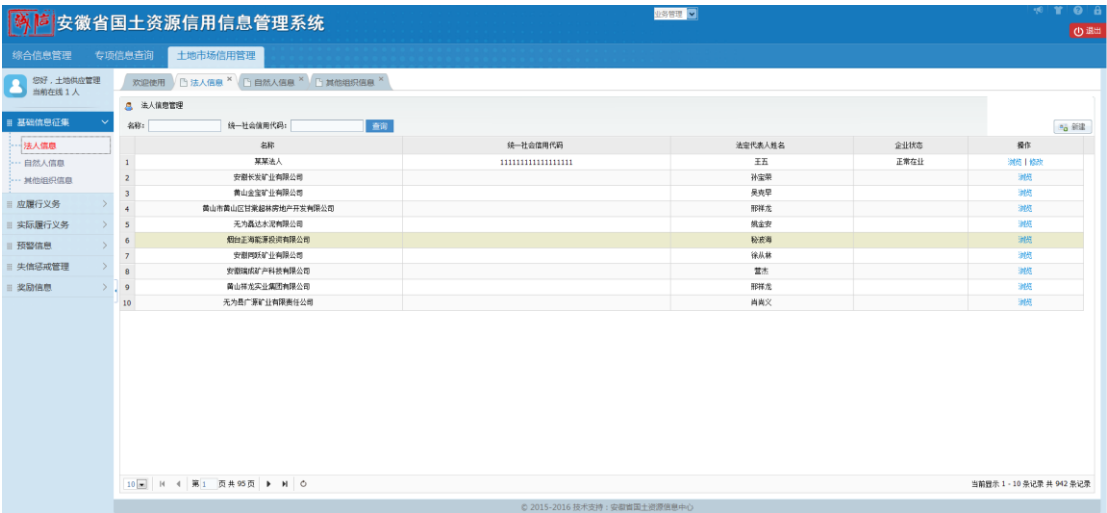 安徽省国土资源信用信息管理系统
业务管理
退出
综合信息管理 专项信息查询 土地市场信用管理
您好，土地供应管理
当前在线 1 人
欢迎使用 法人信息 × 自然人信息 × 其他组织信息 ×
基础信息征集
法人信息
自然人信息
其他组织信息
应履行义务
实际履行义务
预警信息
失信惩戒管理
奖励信息
法人信息管理
名称： 统一社会信用代码： 查询 新建
名称 统一社会信用代码 法定代表人姓名 企业状态 操作
1 某某法人 111111111111111111 王五 正常在业 浏览 | 修改
2 安徽长发矿业有限公司 孙宝荣 浏览
3 黄山金宝矿业有限公司 吴克早 浏览
4 黄山市黄山区甘棠超林房地产开发有限公司 邢祥龙 浏览
5 无为磊达水泥有限公司 姚金安 浏览
6 烟台正海能源投资有限公司 秘波海 浏览
7 安徽同跃矿业有限公司 徐从林 浏览
8 安徽瑞成矿产科技有限公司 浏览
9 黄山祥龙实业集团有限公司 邢祥龙 浏览
10 无为县广源矿业有限责任公司 肖尚义 浏览
10 第 1 页 共 95 页
当前显示 1 - 10 条记录 共 942 条记录
© 2015-2016 技术支持：安徽省国土资源信息中心